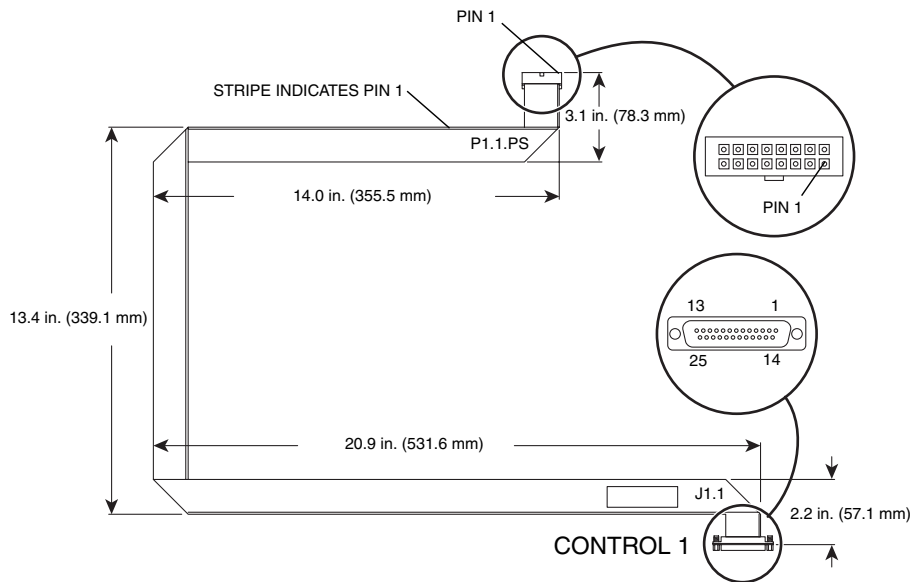 PIN 1
STRIPE INDICATES PIN 1
3.1 in. (78.3 mm)
P1.1.PS
14.0 in. (355.5 mm)
PIN 1
13.4 in. (339.1 mm)
13 1
25 14
20.9 in. (531.6 mm)
J1.1
2.2 in. (57.1 mm)
CONTROL 1